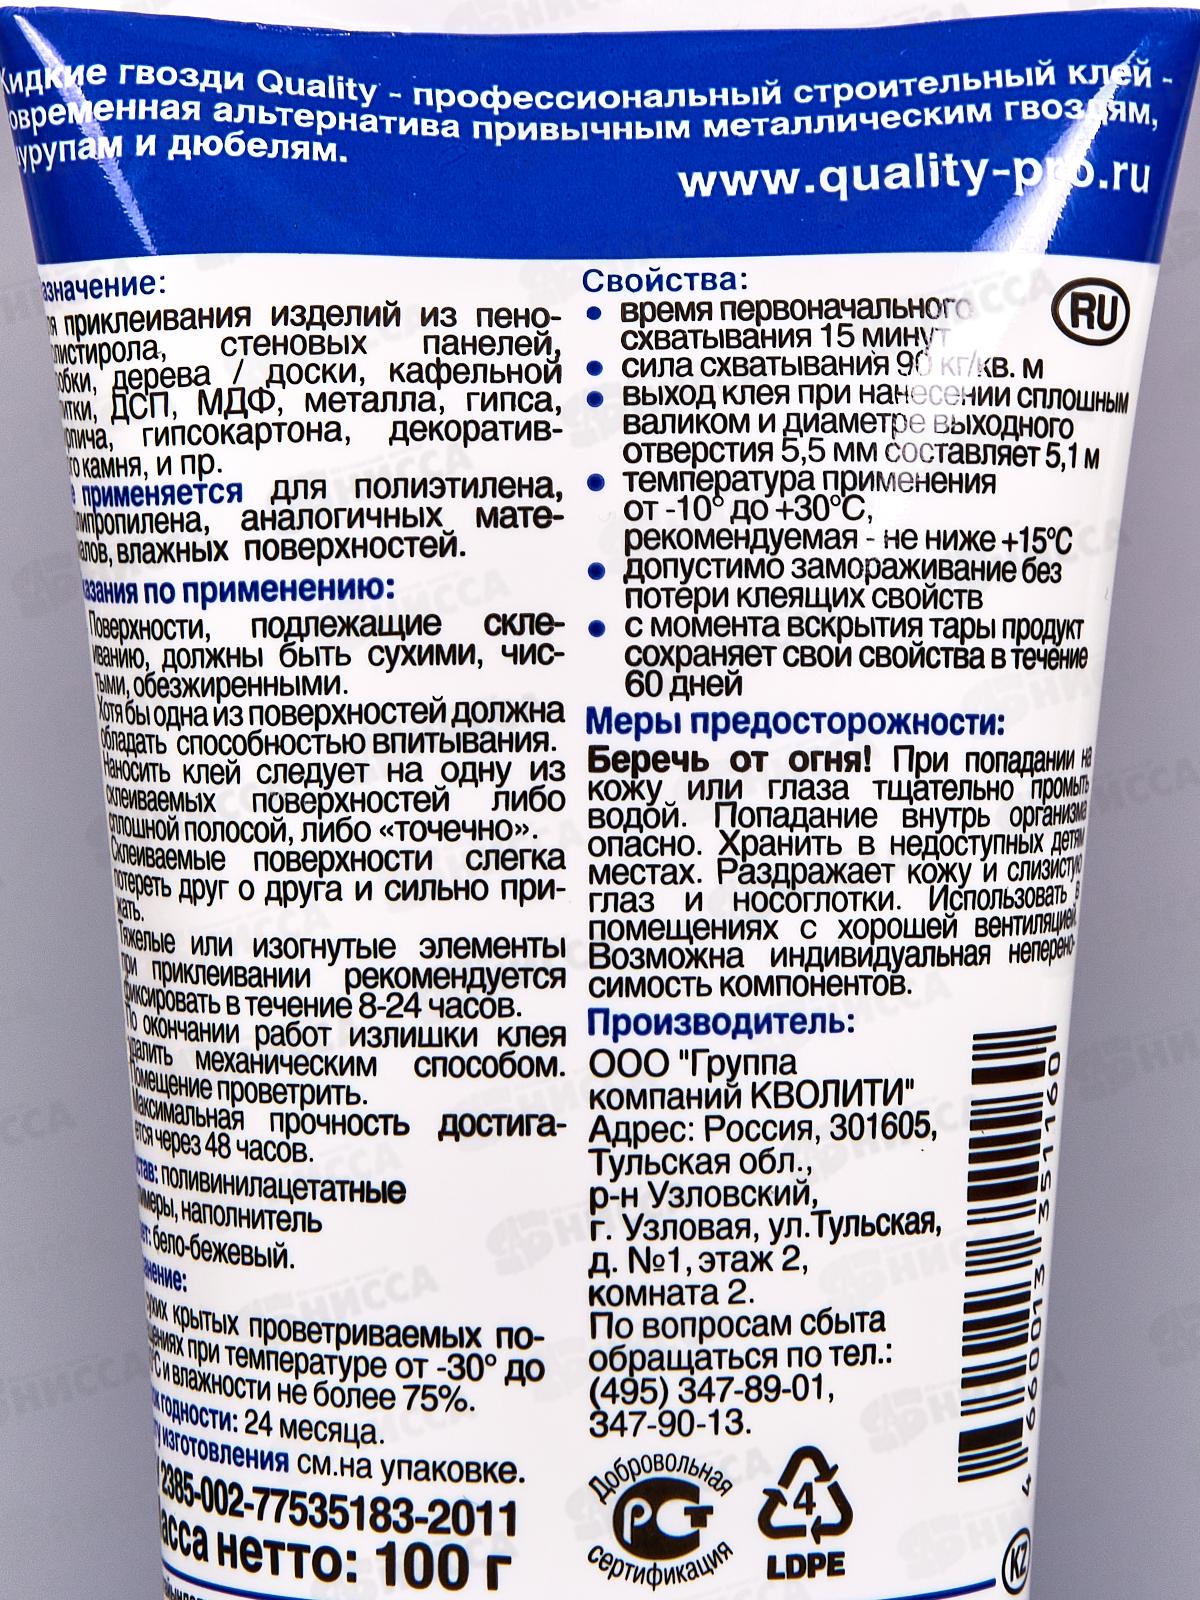 Жидкие гвозди Quality - профессиональный строительный клей -
современная альтернатива привычным металлическим гвоздям,
шурупам и дюбелям.
www.quality-pro.ru
Назначение:
для приклеивания изделий из пено-
полистирола, стеновых панелей,
пробки, дерева / доски, кафельной
плитки, ДСП, МДФ, металла, гипса,
кирпича, гипсокартона, декоратив-
ного камня, и пр.
Не применяется для полиэтилена,
полипропилена, аналогичных мате-
риалов, влажных поверхностей.
Указания по применению:
Поверхности, подлежащие скле-
иванию, должны быть сухими, чис-
тыми, обезжиренными.
Хотя бы одна из поверхностей должна
обладать способностью впитывания.
Наносить клей следует на одну из
склеиваемых поверхностей либо
сплошной полосой, либо «точечно».
Склеиваемые поверхности слегка
потереть друг о друга и сильно при-
жать.
Тяжелые или изогнутые элементы
при приклеивании рекомендуется
фиксировать в течение 8-24 часов.
По окончании работ излишки клея
удалить механическим способом.
Помещение проветрить.
Максимальная прочность достига-
ется через 48 часов.
Состав: поливинилацетатные
полимеры, наполнитель
Цвет: бело-бежевый.
Хранение:
сухих крытых проветриваемых по-
мещениях при температуре от -30° до
°С и влажности не более 75%.
Срок годности: 24 месяца.
Дату изготовления см.на упаковке.
2385-002-77535183-2011
Масса нетто: 100 г
Свойства:
RU
• время первоначального
схватывания 15 минут
• сила схватывания 90 кг/кв. м
• выход клея при нанесении сплошным
валиком и диаметре выходного
отверстия 5,5 мм составляет 5,1 м
• температура применения
от -10° до +30°С,
рекомендуемая - не ниже +15°С
• допустимо замораживание без
потери клеящих свойств
• с момента вскрытия тары продукт
сохраняет свои свойства в течение
60 дней
Меры предосторожности:
Беречь от огня! При попадании на
кожу или глаза тщательно промыть
водой. Попадание внутрь организма
опасно. Хранить в недоступных детям
местах. Раздражает кожу и слизистую
глаз и носоглотки. Использовать в
помещениях с хорошей вентиляцией.
Возможна индивидуальная неперено-
симость компонентов.
Производитель:
ООО "Группа
компаний КВОЛИТИ"
Адрес: Россия, 301605,
Тульская обл.,
р-н Узловский,
г. Узловая, ул.Тульская,
д. №1, этаж 2,
комната 2.
По вопросам сбыта
обращаться по тел.:
(495) 347-89-01,
347-90-13.
4 660013 351160
Добровольная
РСТ
сертификация
4
LDPE
KZ